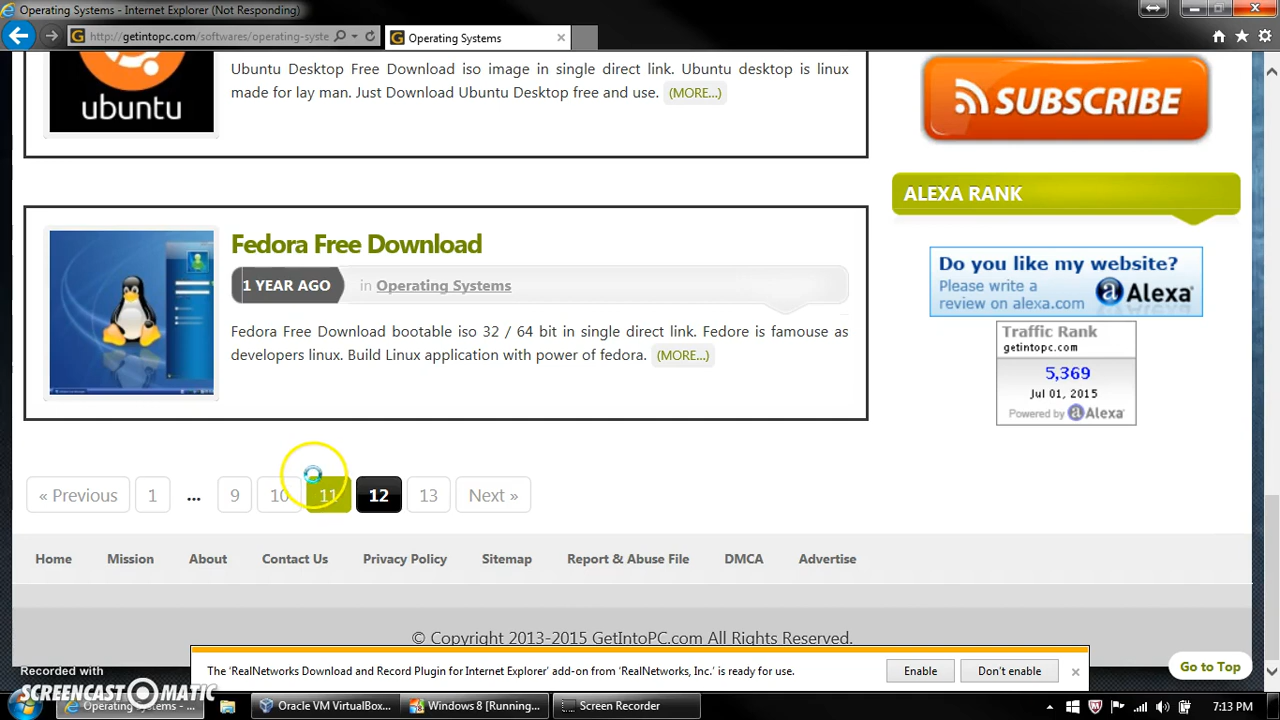 Operating Systems - Internet Explorer (Not Responding)
http://getintopc.com/softwares/operating-syste
Operating Systems
ubuntu
Ubuntu Desktop Free Download iso image in single direct link. Ubuntu desktop is linux
made for lay man. Just Download Ubuntu Desktop free and use. (MORE...)
SUBSCRIBE
ALEXA RANK
Do you like my website?
Please write a
review on alexa.com
Alexa
Traffic Rank
getintopc.com
5,369
Jul 01, 2015
Powered by Alexa
Fedora Free Download
1 YEAR AGO in Operating Systems
Fedora Free Download bootable iso 32 / 64 bit in single direct link. Fedore is famouse as
developers linux. Build Linux application with power of fedora. (MORE...)
« Previous 1 ... 9 10 11 12 13 Next »
Home Mission About Contact Us Privacy Policy Sitemap Report & Abuse File DMCA Advertise
© Copyright 2013-2015 GetIntoPC.com All Rights Reserved.
The 'RealNetworks Download and Record Plugin for Internet Explorer' add-on from 'RealNetworks, Inc.' is ready for use. Enable Don't enable
Go to Top
Recorded with
SCREENCAST-O-MATIC
Operating Systems - ... Oracle VM VirtualBox... Windows 8 [Running... Screen Recorder 7:13 PM